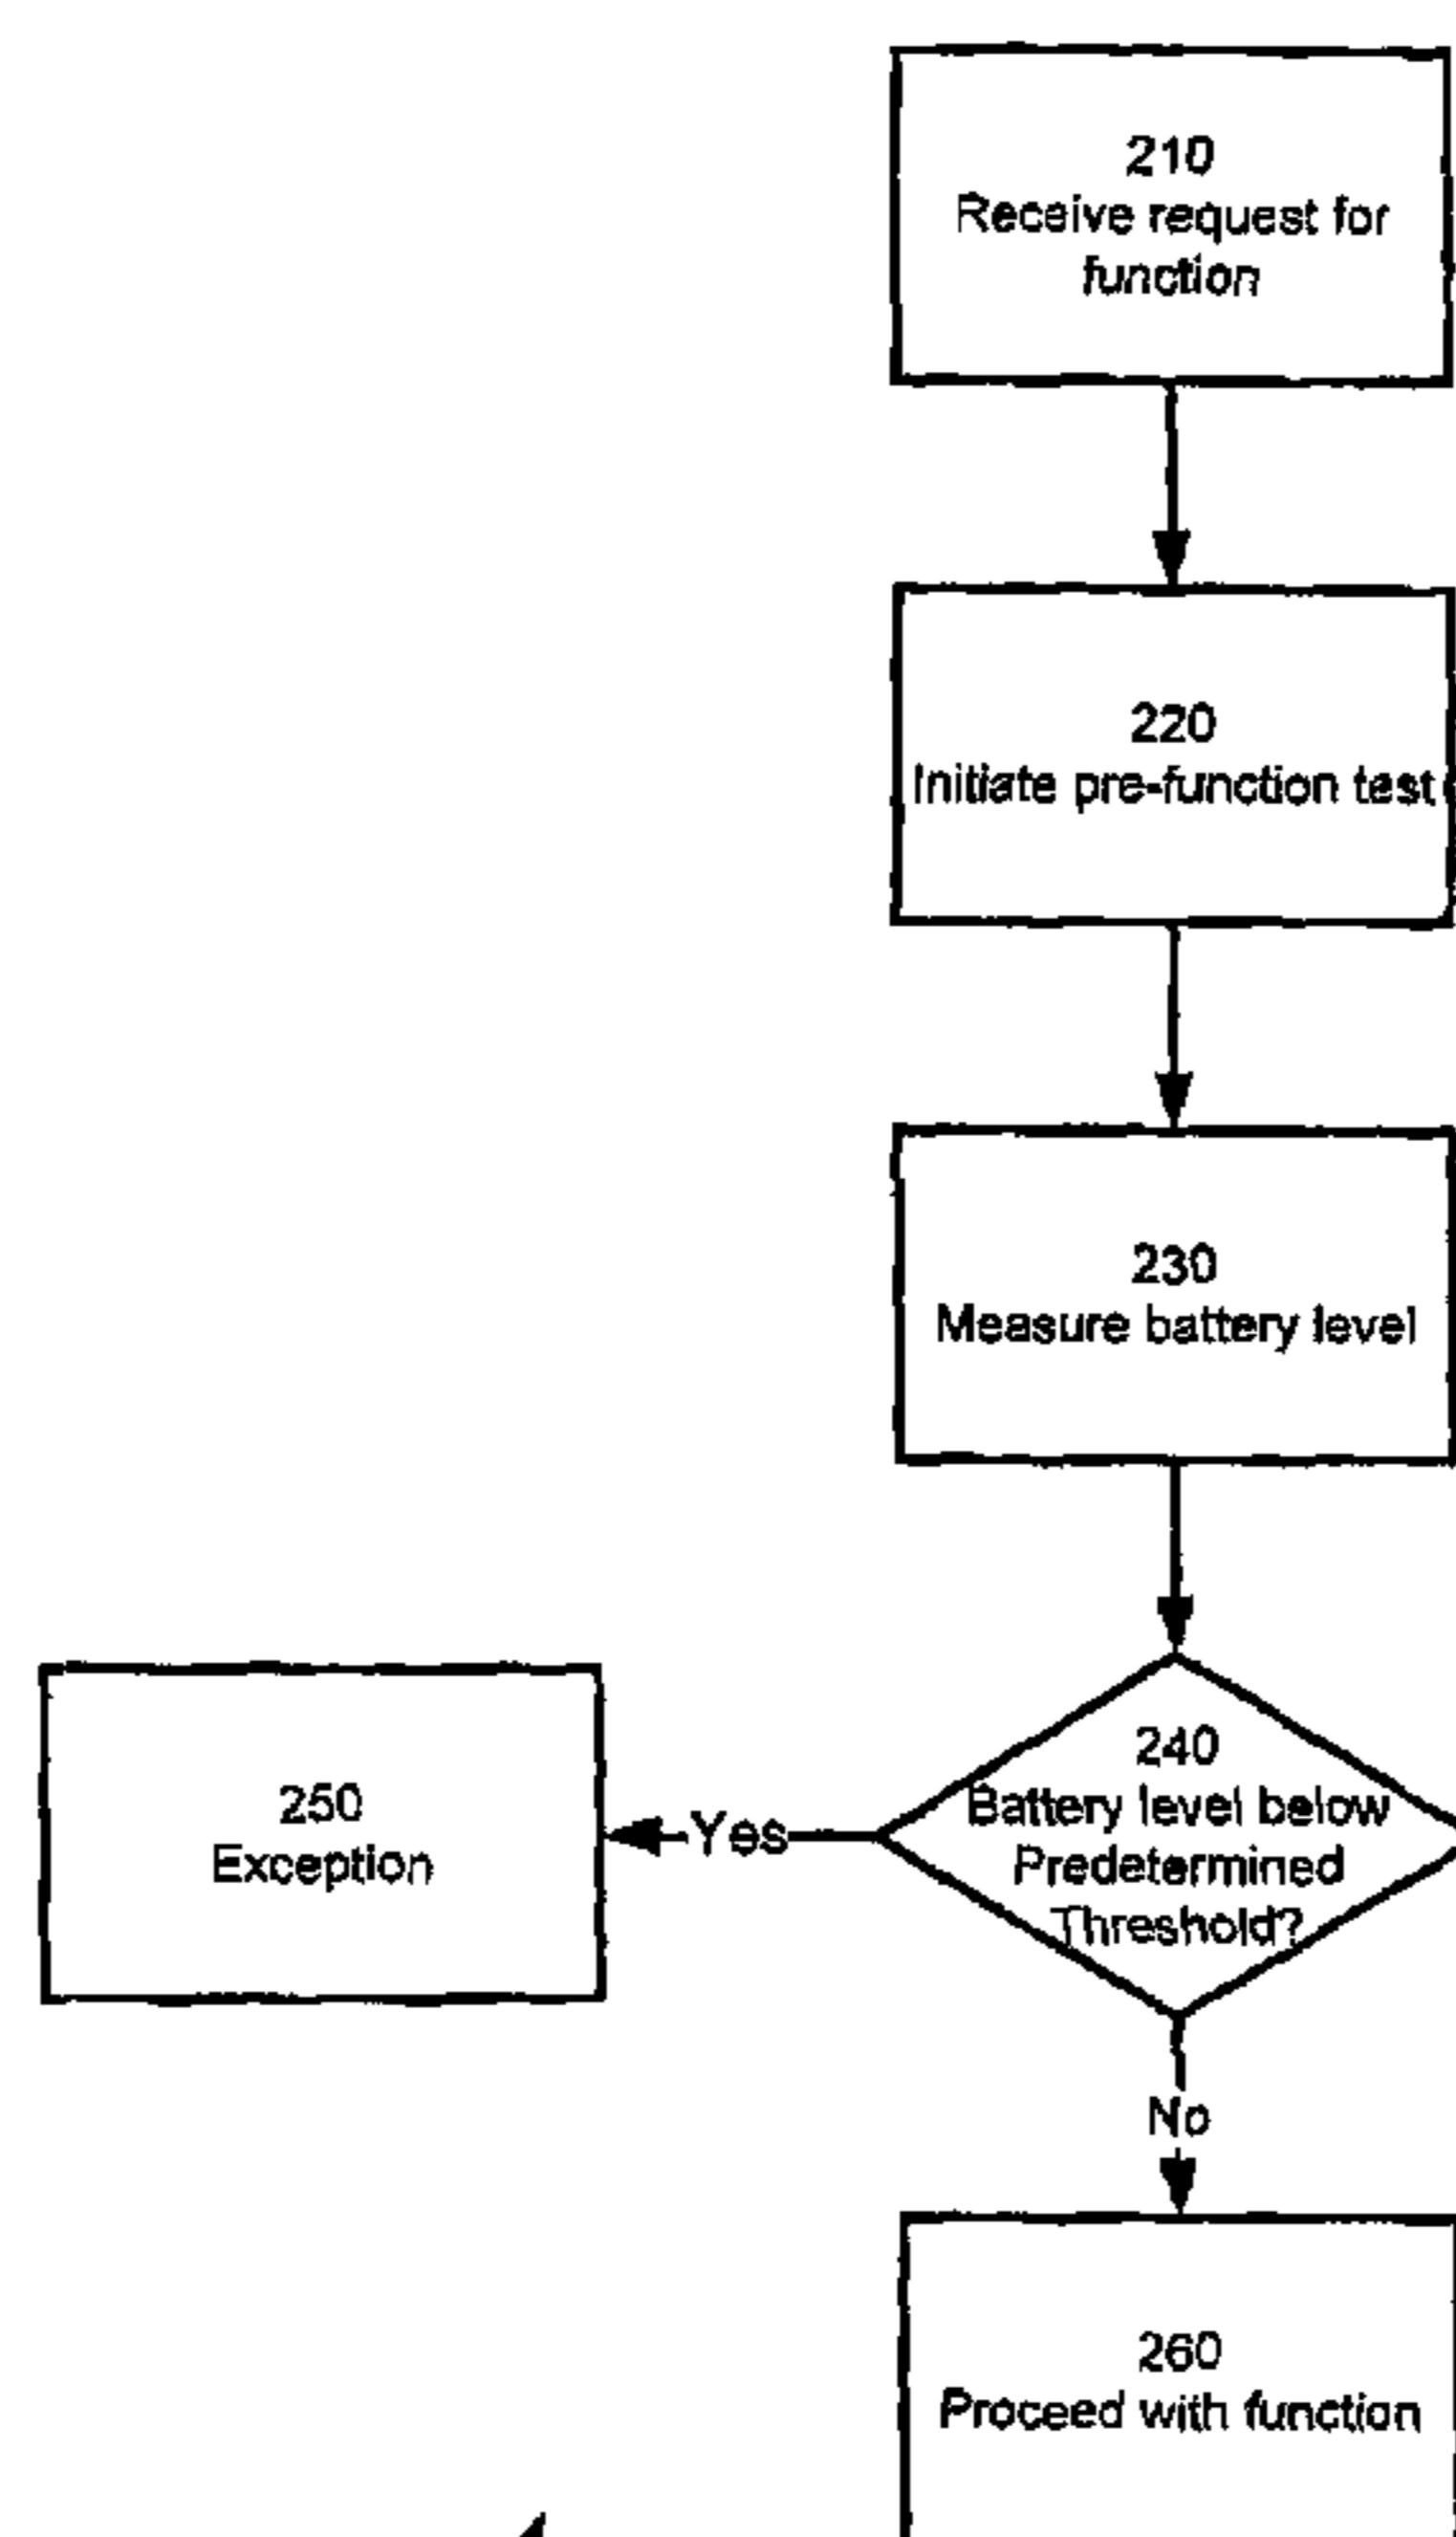 210
Receive request for
function
220
Initiate pre-function test
230
Measure battery level
240
Battery level below
Predetermined
Threshold?
Yes
250
Exception
No
260
Proceed with function